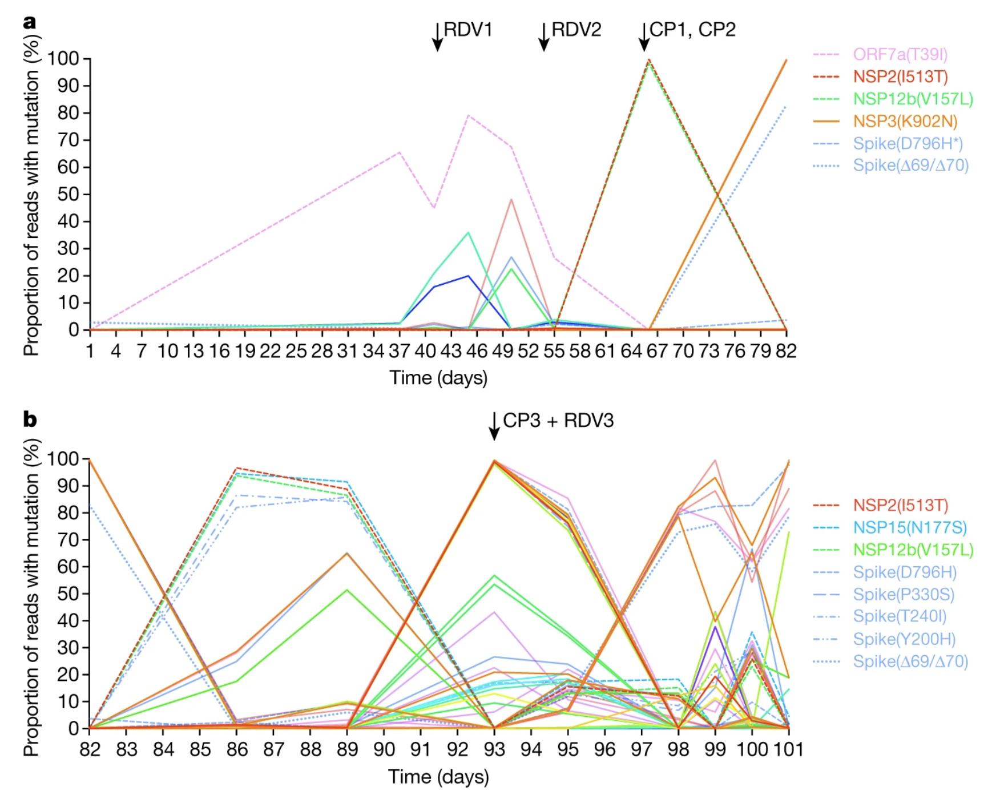 a
RDV1
RDV2
CP1, CP2
Proportion of reads with mutation (%)
100
90
80
70
60
50
40
30
20
10
0
1 4 7 10 13 16 19 22 25 28 31 34 37 40 43 46 49 52 55 58 61 64 67 70 73 76 79 82
Time (days)
ORF7a(T39I)
NSP2(I513T)
NSP12b(V157L)
NSP3(K902N)
Spike(D796H*)
Spike(Δ69/Δ70)
b
CP3 + RDV3
Proportion of reads with mutation (%)
100
90
80
70
60
50
40
30
20
10
0
82 83 84 85 86 87 88 89 90 91 92 93 94 95 96 97 98 99 100 101
Time (days)
NSP2(I513T)
NSP15(N177S)
NSP12b(V157L)
Spike(D796H)
Spike(P330S)
Spike(T240I)
Spike(Y200H)
Spike(Δ69/Δ70)